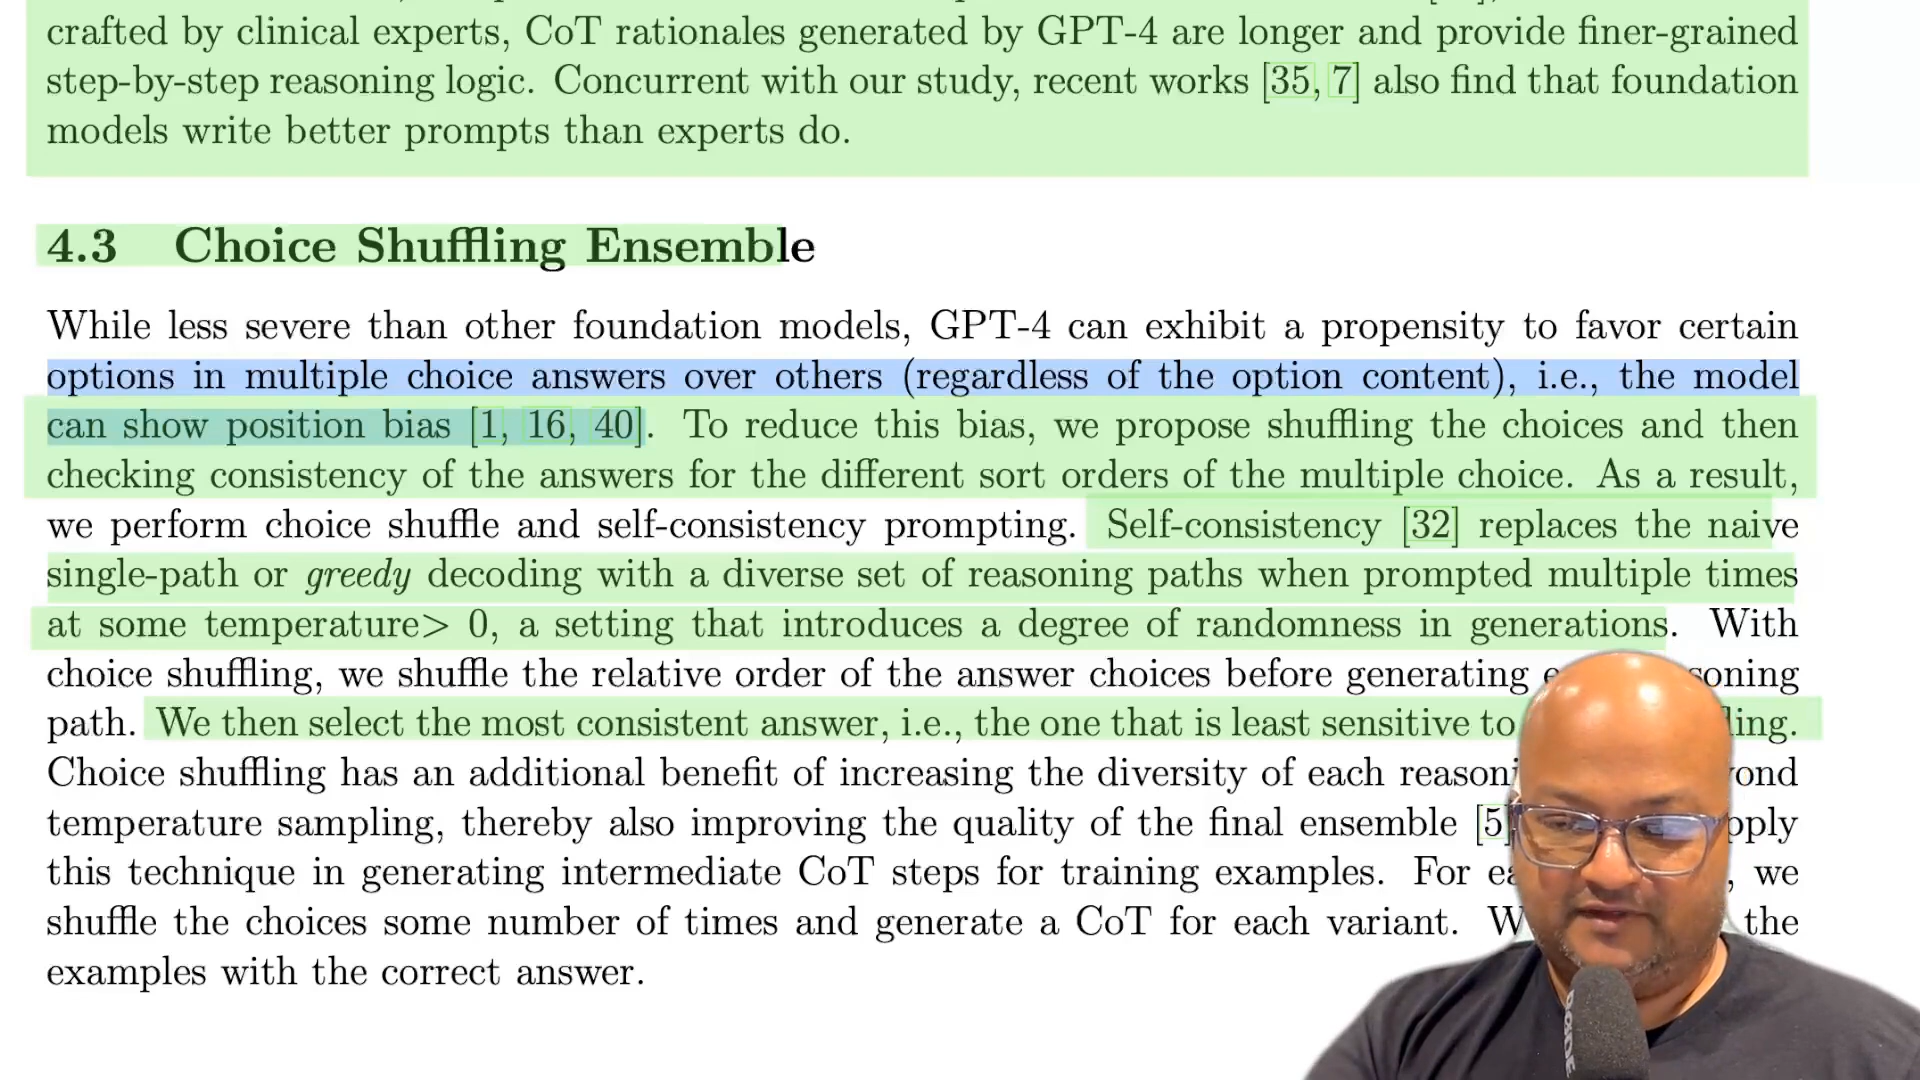 crafted by clinical experts, CoT rationales generated by GPT-4 are longer and provide finer-grained
step-by-step reasoning logic. Concurrent with our study, recent works [35, 7] also find that foundation
models write better prompts than experts do.
4.3 Choice Shuffling Ensemble
While less severe than other foundation models, GPT-4 can exhibit a propensity to favor certain
options in multiple choice answers over others (regardless of the option content), i.e., the model
can show position bias [1, 16, 40]. To reduce this bias, we propose shuffling the choices and then
checking consistency of the answers for the different sort orders of the multiple choice. As a result,
we perform choice shuffle and self-consistency prompting. Self-consistency [32] replaces the naive
single-path or greedy decoding with a diverse set of reasoning paths when prompted multiple times
at some temperature> 0, a setting that introduces a degree of randomness in generations. With
choice shuffling, we shuffle the relative order of the answer choices before generating
path. We then select the most consistent answer, i.e., the one that is least sensitive to
Choice shuffling has an additional benefit of increasing the diversity of each
temperature sampling, thereby also improving the quality of the final ensemble [5
this technique in generating intermediate CoT steps for training examples. For we
shuffle the choices some number of times and generate a CoT for each variant. the
examples with the correct answer.